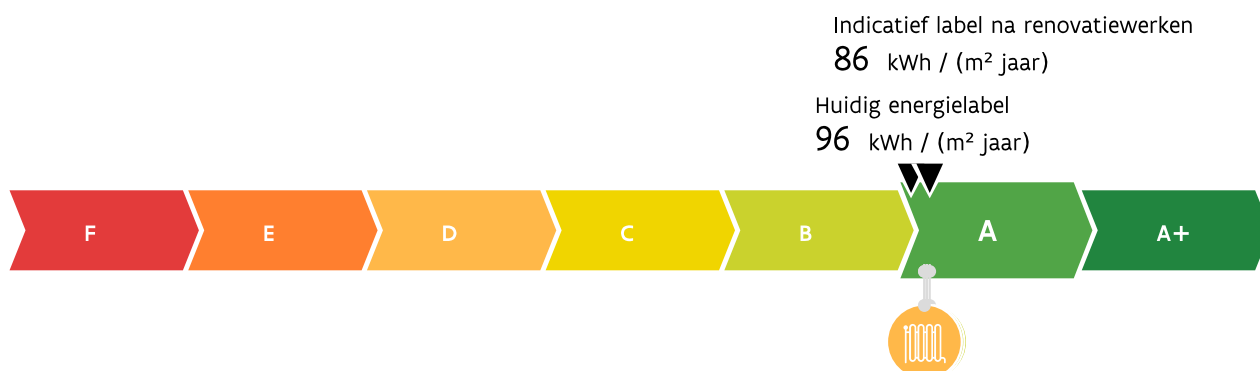 Indicatief label na renovatiewerken
86 kWh / (m² jaar)
Huidig energielabel
96 kWh / (m² jaar)
F E D C B A A+